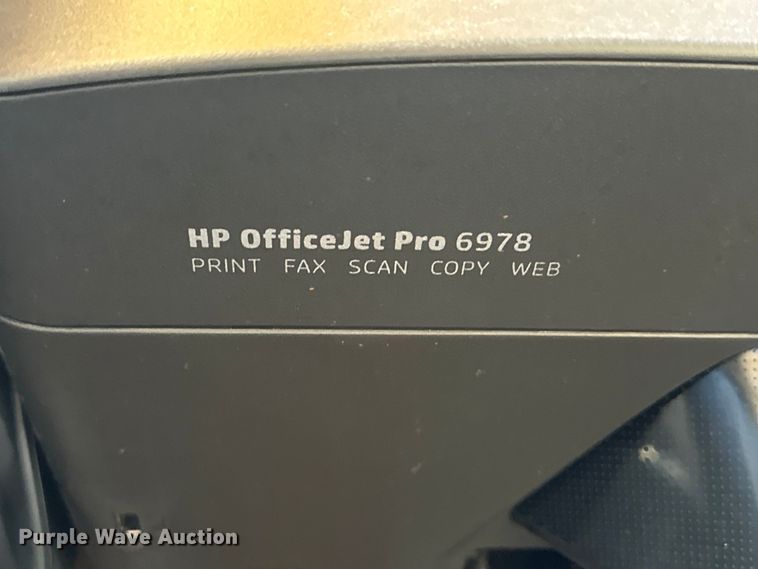 HP OfficeJet Pro 6978
PRINT FAX SCAN COPY WEB
Purple Wave Auction